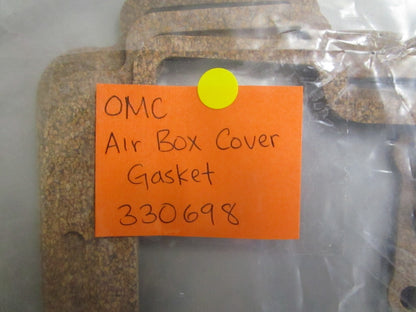 OMC
Air Box Cover
Gasket
330698